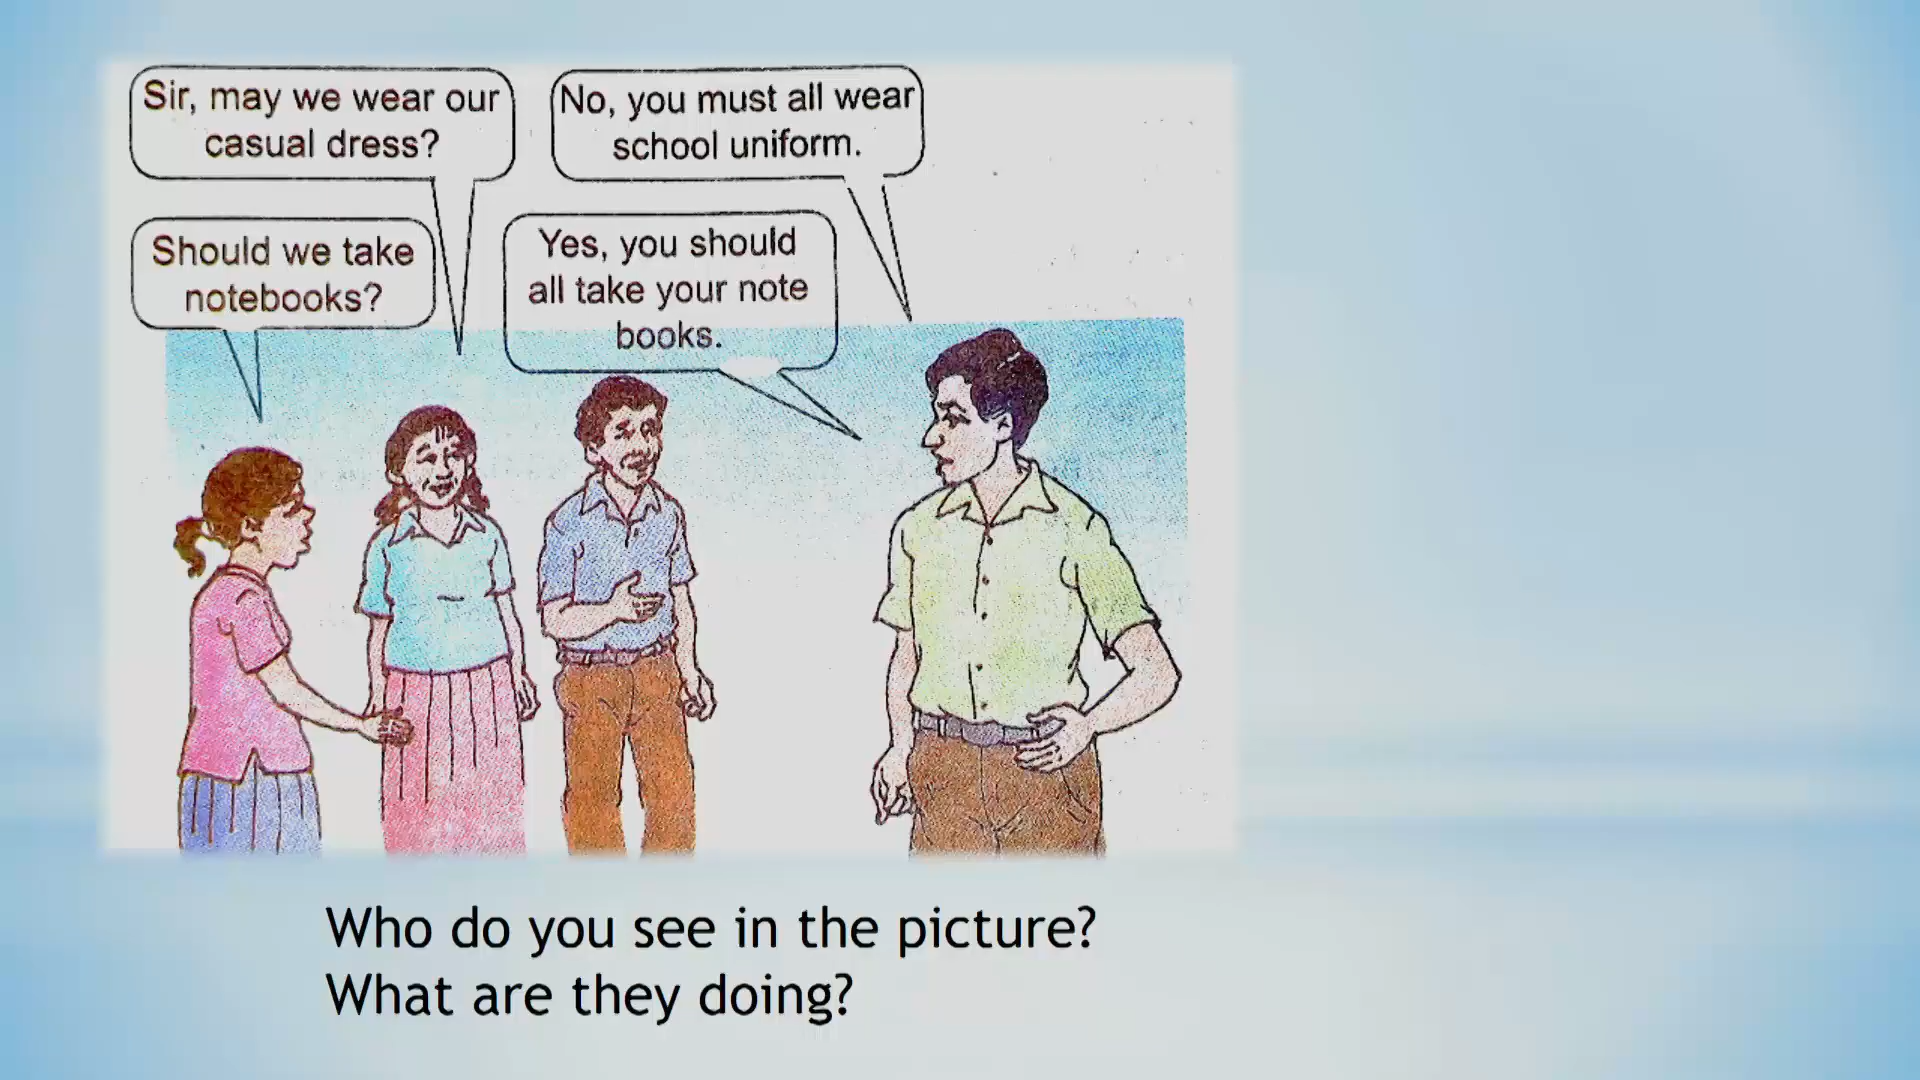 Sir, may we wear our
casual dress?
No, you must all wear
school uniform.
Should we take
notebooks?
Yes, you should
all take your note
books.
Who do you see in the picture?
What are they doing?